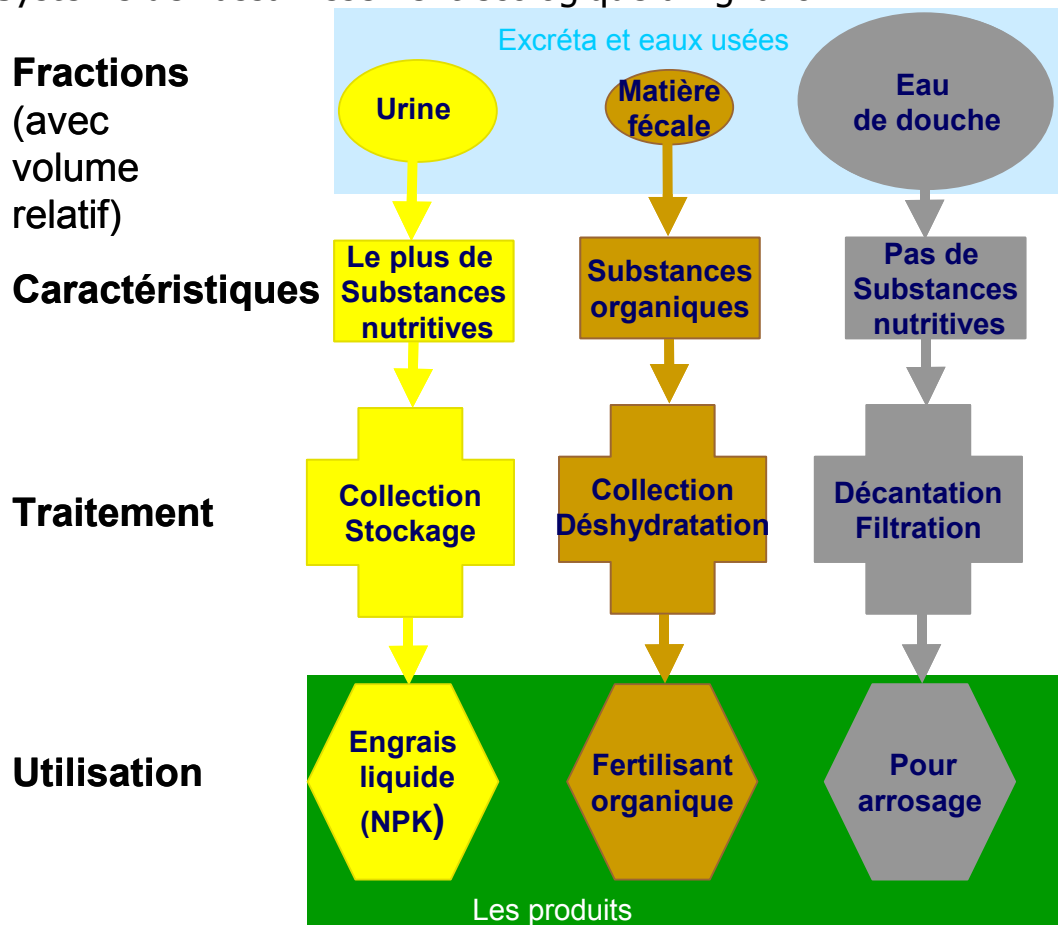 Excréta et eaux usées
Fractions
(avec
volume
relatif)
Urine
Matière
fécale
Eau
de douche
Caractéristiques
Le plus de
Substances
nutritives
Substances
organiques
Pas de
Substances
nutritives
Traitement
Collection
Stockage
Collection
Déshydratation
Décantation
Filtration
Utilisation
Engrais
liquide
(NPK)
Fertilisant
organique
Pour
arrosage
Les produits